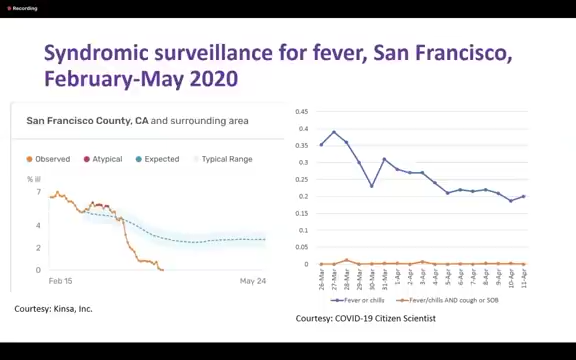 Recording
Syndromic surveillance for fever, San Francisco,
February-May 2020
San Francisco County, CA and surrounding area
Observed Atypical Expected Typical Range
% ill
7
4
2
0
Feb 15 May 24
Courtesy: Kinsa, Inc.
0.45
0.4
0.35
0.3
0.25
0.2
0.15
0.1
0.05
0
26-Mar
27-Mar
28-Mar
29-Mar
30-Mar
31-Mar
1-Apr
2-Apr
3-Apr
4-Apr
5-Apr
6-Apr
7-Apr
8-Apr
9-Apr
10-Apr
11-Apr
Fever or chills Fever/chills AND cough or SOB
Courtesy: COVID-19 Citizen Scientist